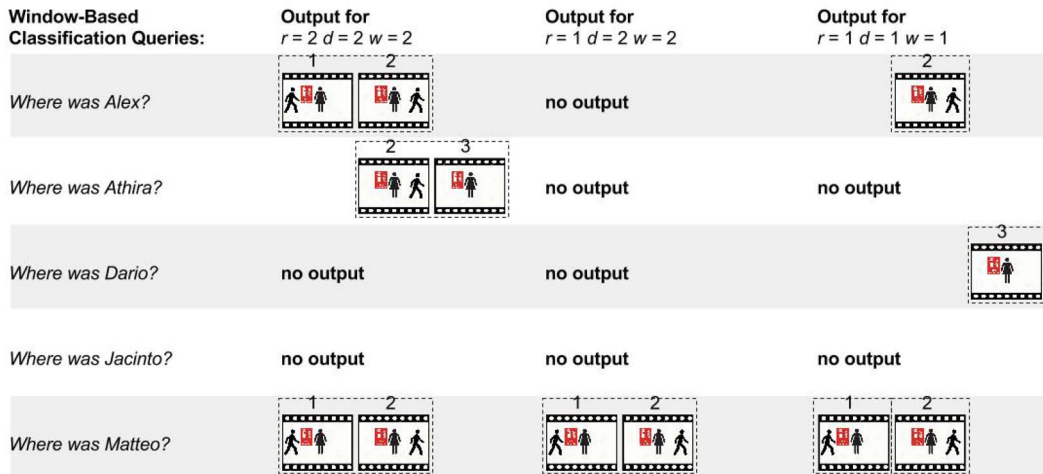 Window-Based Output for Output for Output for
Classification Queries: r = 2 d = 2 w = 2 r = 1 d = 2 w = 2 r = 1 d = 1 w = 1
1 2 2
Where was Alex? no output
2 3
Where was Athira? no output no output
3
Where was Dario? no output no output
Where was Jacinto? no output no output no output
1 2 1 2 1 2
Where was Matteo?